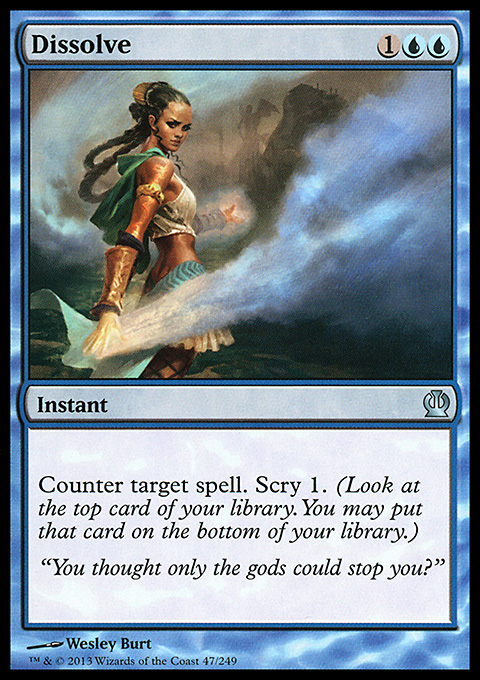 Dissolve 1
Instant
Counter target spell. Scry 1. (Look at
the top card of your library. You may put
that card on the bottom of your library.)
“You thought only the gods could stop you?”
Wesley Burt
™ & © 2013 Wizards of the Coast 47/249